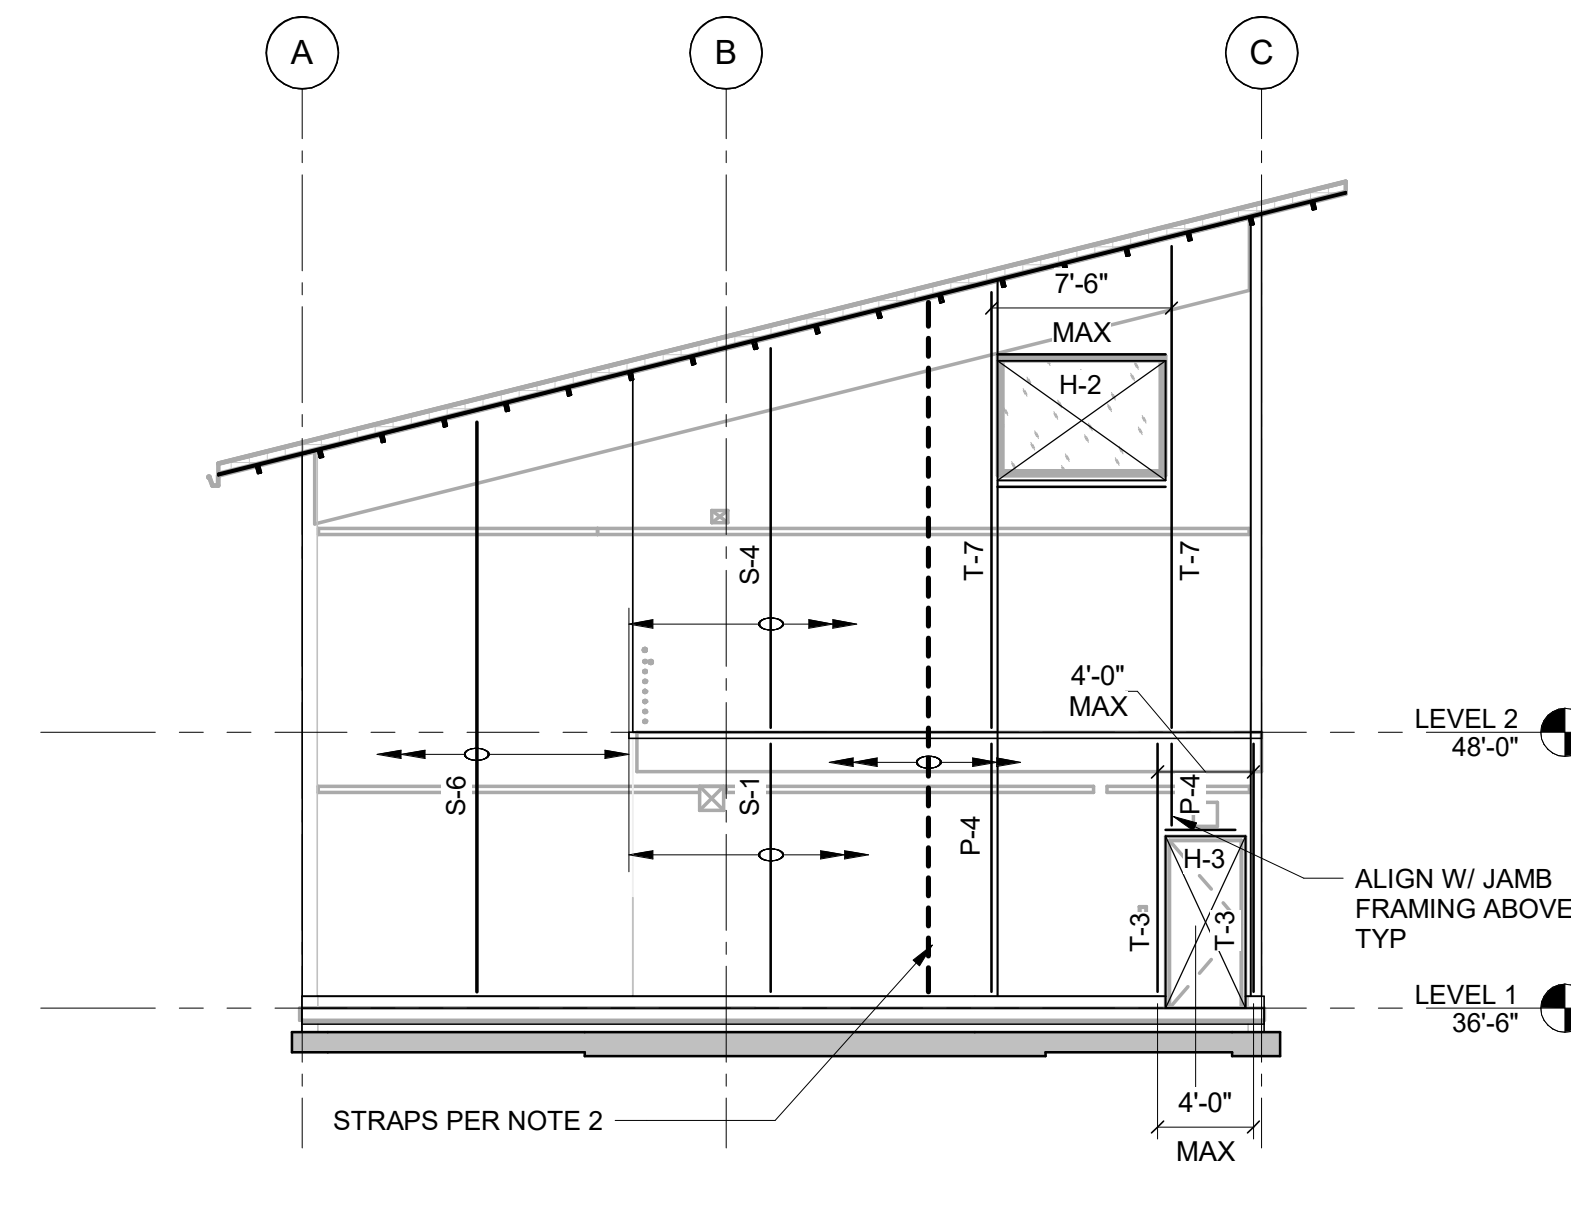 A
B
C
7'-6"
MAX
H-2
S-4
T-7
T-7
4'-0"
MAX
LEVEL 2
48'-0"
S-6
S-1
P-4
P-4
H-3
T-3
T-3
ALIGN W/ JAMB
FRAMING ABOVE
TYP
LEVEL 1
36'-6"
4'-0"
MAX
STRAPS PER NOTE 2